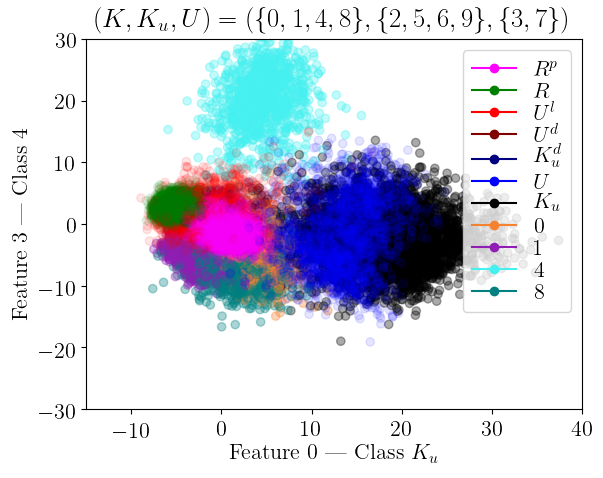 (K, K_u, U) = ({0, 1, 4, 8}, {2, 5, 6, 9}, {3, 7})
30
20
10
0
−10
−20
−30
Feature 3 — Class 4
−10 0 10 20 30 40
Feature 0 — Class K_u
R^p
R
U^l
U^d
K_u^d
U
K_u
0
1
4
8